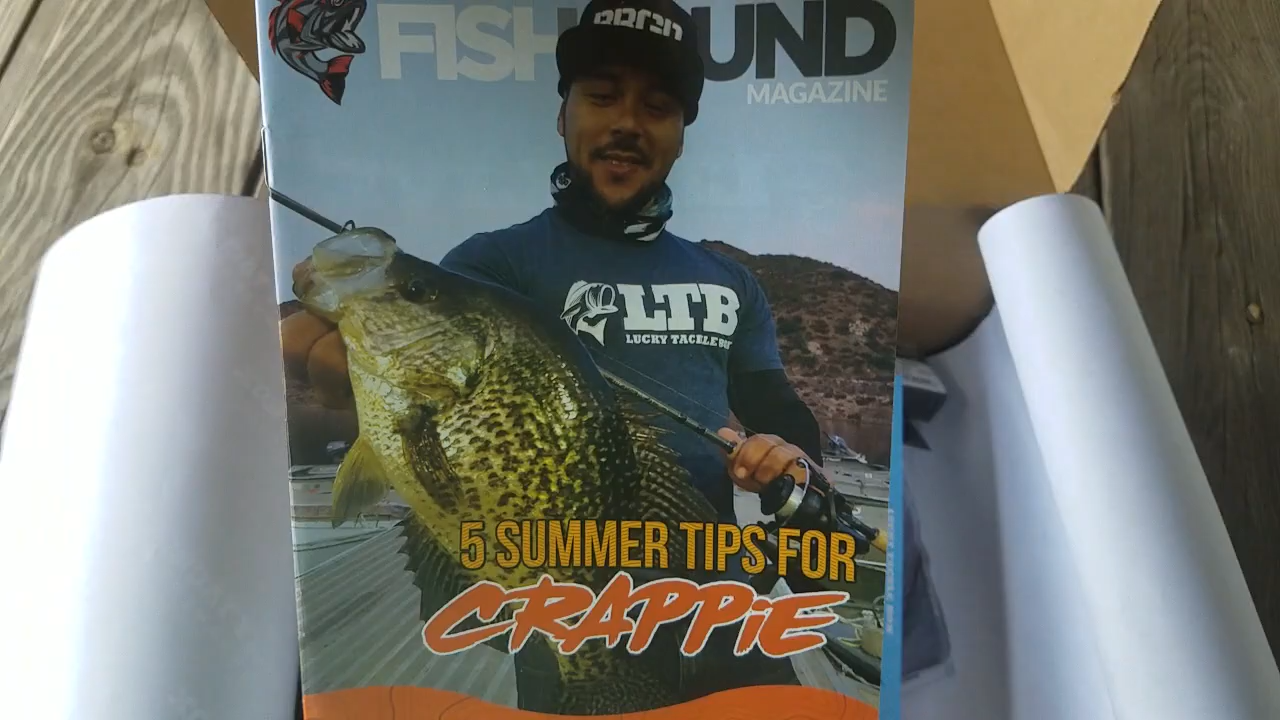 FISH UND
MAGAZINE
LTB
LUCKY TACKLE
5 SUMMER TIPS FOR
CRAPPiE